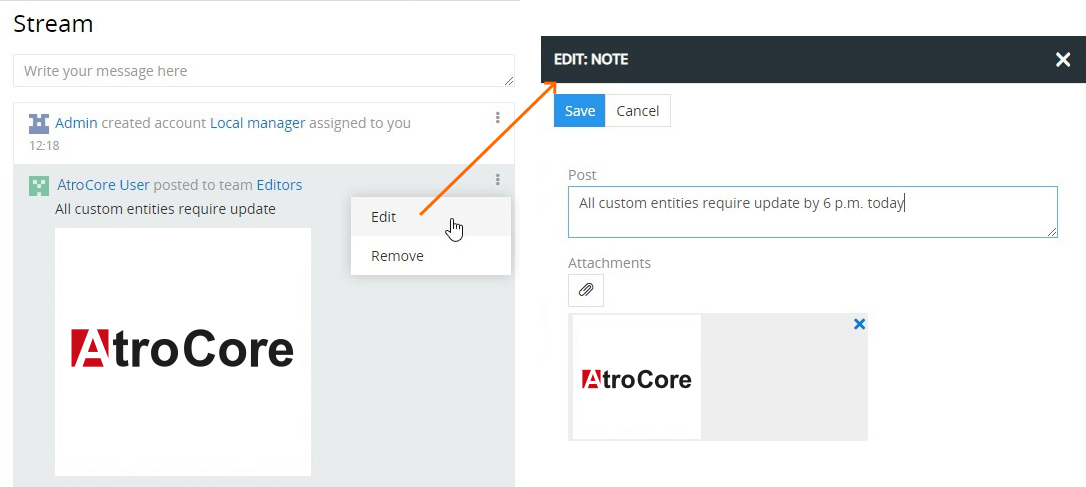 Stream
Write your message here
Admin created account Local manager assigned to you
12:18
AtroCore User posted to team Editors
All custom entities require update
AtroCore
Edit
Remove
EDIT: NOTE
Save Cancel
Post
All custom entities require update by 6 p.m. today
Attachments
AtroCore